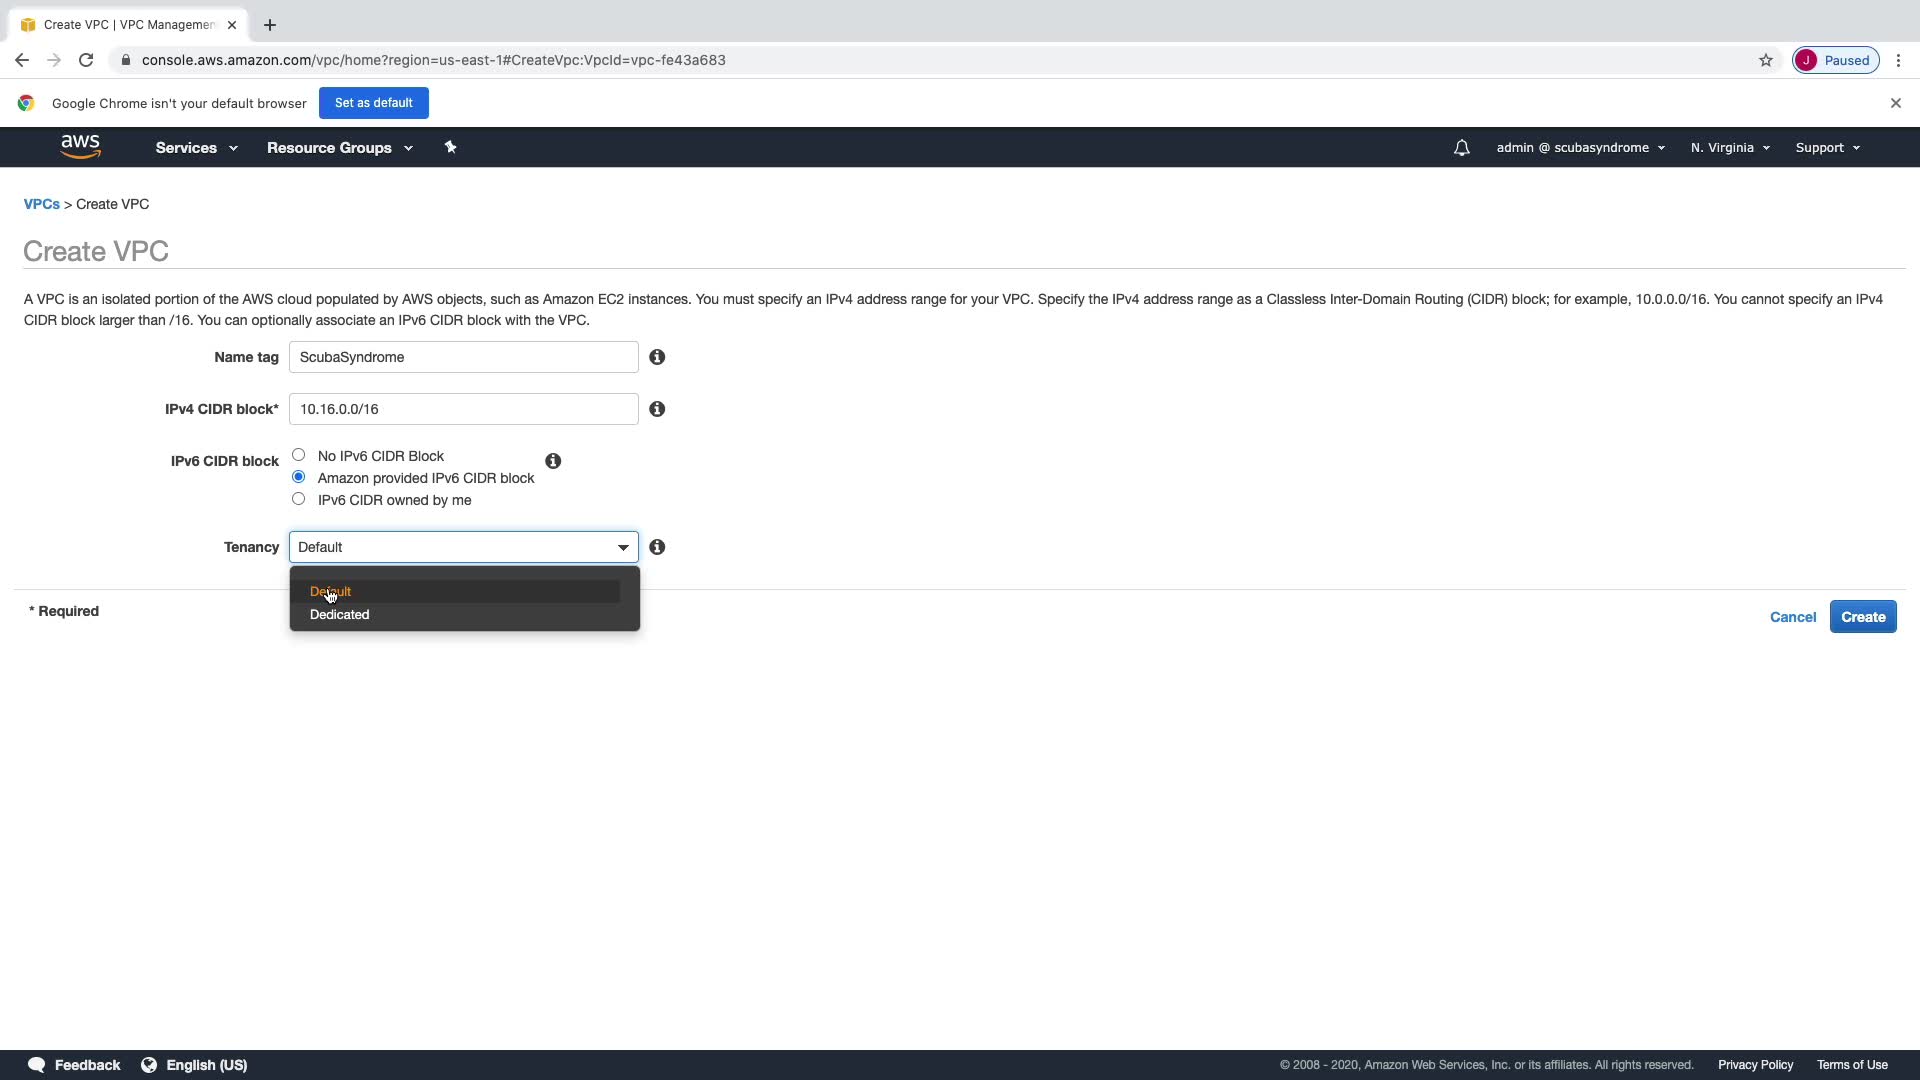 Create VPC | VPC Managemen
console.aws.amazon.com/vpc/home?region=us-east-1#CreateVpc:VpcId=vpc-fe43a683
J Paused
Google Chrome isn't your default browser Set as default
aws Services Resource Groups admin @ scubasyndrome N. Virginia Support
VPCs > Create VPC
Create VPC
A VPC is an isolated portion of the AWS cloud populated by AWS objects, such as Amazon EC2 instances. You must specify an IPv4 address range for your VPC. Specify the IPv4 address range as a Classless Inter-Domain Routing (CIDR) block; for example, 10.0.0.0/16. You cannot specify an IPv4
CIDR block larger than /16. You can optionally associate an IPv6 CIDR block with the VPC.
Name tag ScubaSyndrome
IPv4 CIDR block* 10.16.0.0/16
IPv6 CIDR block No IPv6 CIDR Block
Amazon provided IPv6 CIDR block
IPv6 CIDR owned by me
Tenancy Default
Default
Dedicated
* Required
Cancel Create
Feedback English (US) © 2008 - 2020, Amazon Web Services, Inc. or its affiliates. All rights reserved. Privacy Policy Terms of Use